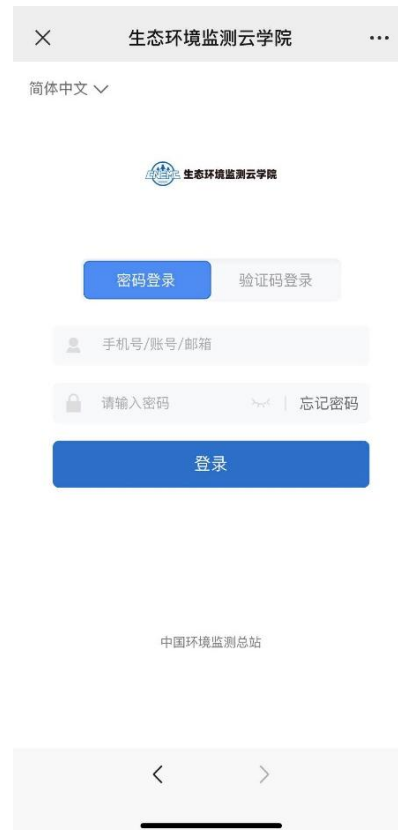 生态环境监测云学院
简体中文
CNEMC 生态环境监测云学院
密码登录 验证码登录
手机号/账号/邮箱
请输入密码 忘记密码
登录
中国环境监测总站